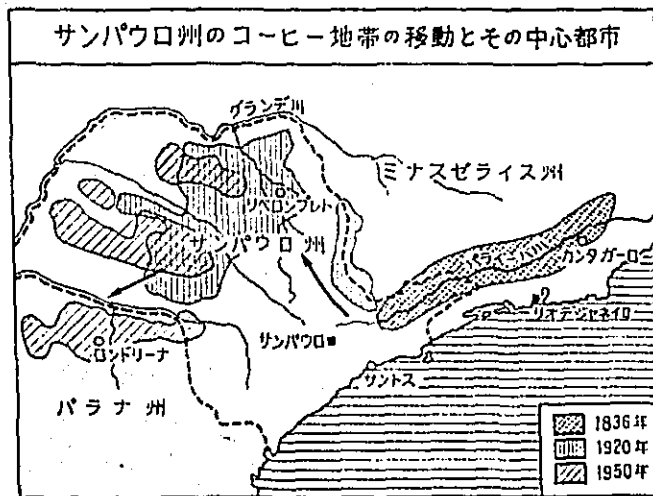 サンパウロ州のコーヒー地帯の移動とその中心都市
グランデ川
ミナスゼライス州
リベロンプレト
サンパウロ州
パライーバ川
カンタガーロ
リオデジャネイロ
サンパウロ
ロンドリーナ
サントス
パラナ州
1836年
1920年
1950年